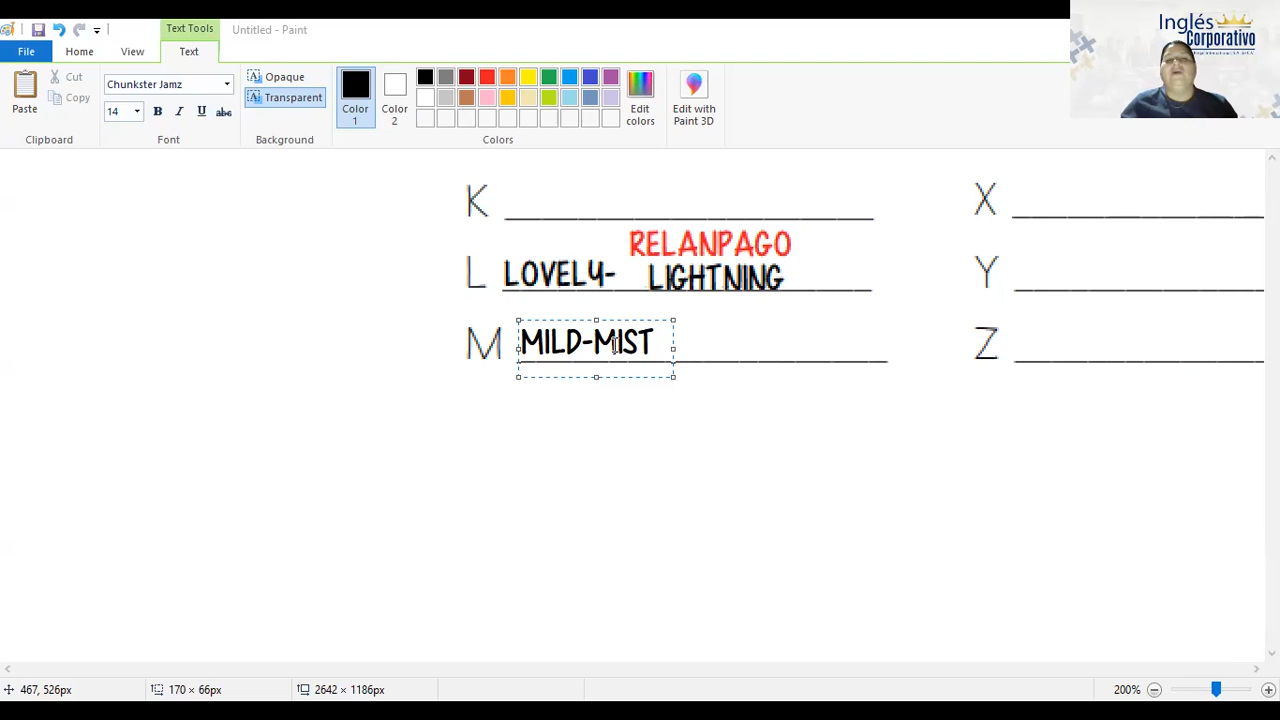 Text Tools Untitled - Paint
File Home View Text
Inglés
Corporativo
Paste Cut Copy Clipboard
Chunkster Jamz
14 B I U abc
Font
Opaque
Transparent
Background
Color 1 Color 2 Edit colors
Colors
Edit with Paint 3D
K X
RELANPAGO
L LOVELY- LIGHTNING Y
M MILD-MIST Z
467, 526px 170 × 66px 2642 × 1186px 200%